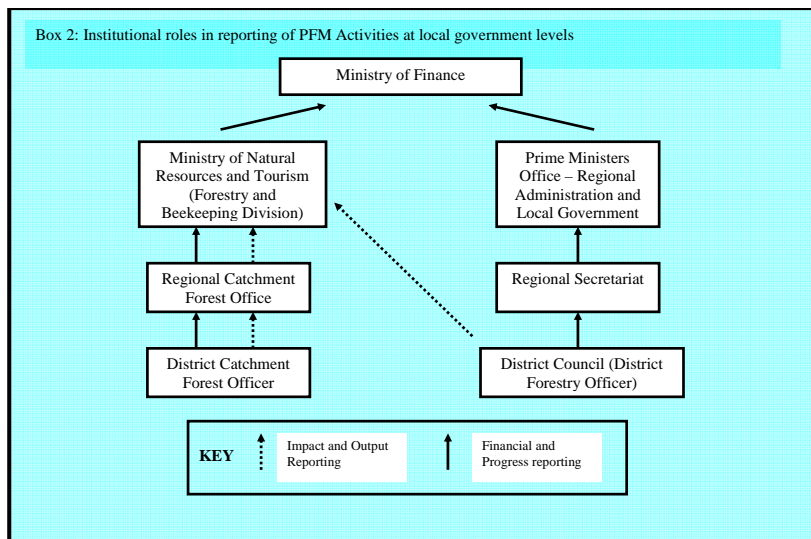 Box 2: Institutional roles in reporting of PFM Activities at local government levels
Ministry of Finance
Ministry of Natural
Resources and Tourism
(Forestry and
Beekeeping Division)
Prime Ministers
Office – Regional
Administration and
Local Government
Regional Catchment
Forest Office
Regional Secretariat
District Catchment
Forest Officer
District Council (District
Forestry Officer)
KEY
Impact and Output
Reporting
Financial and
Progress reporting